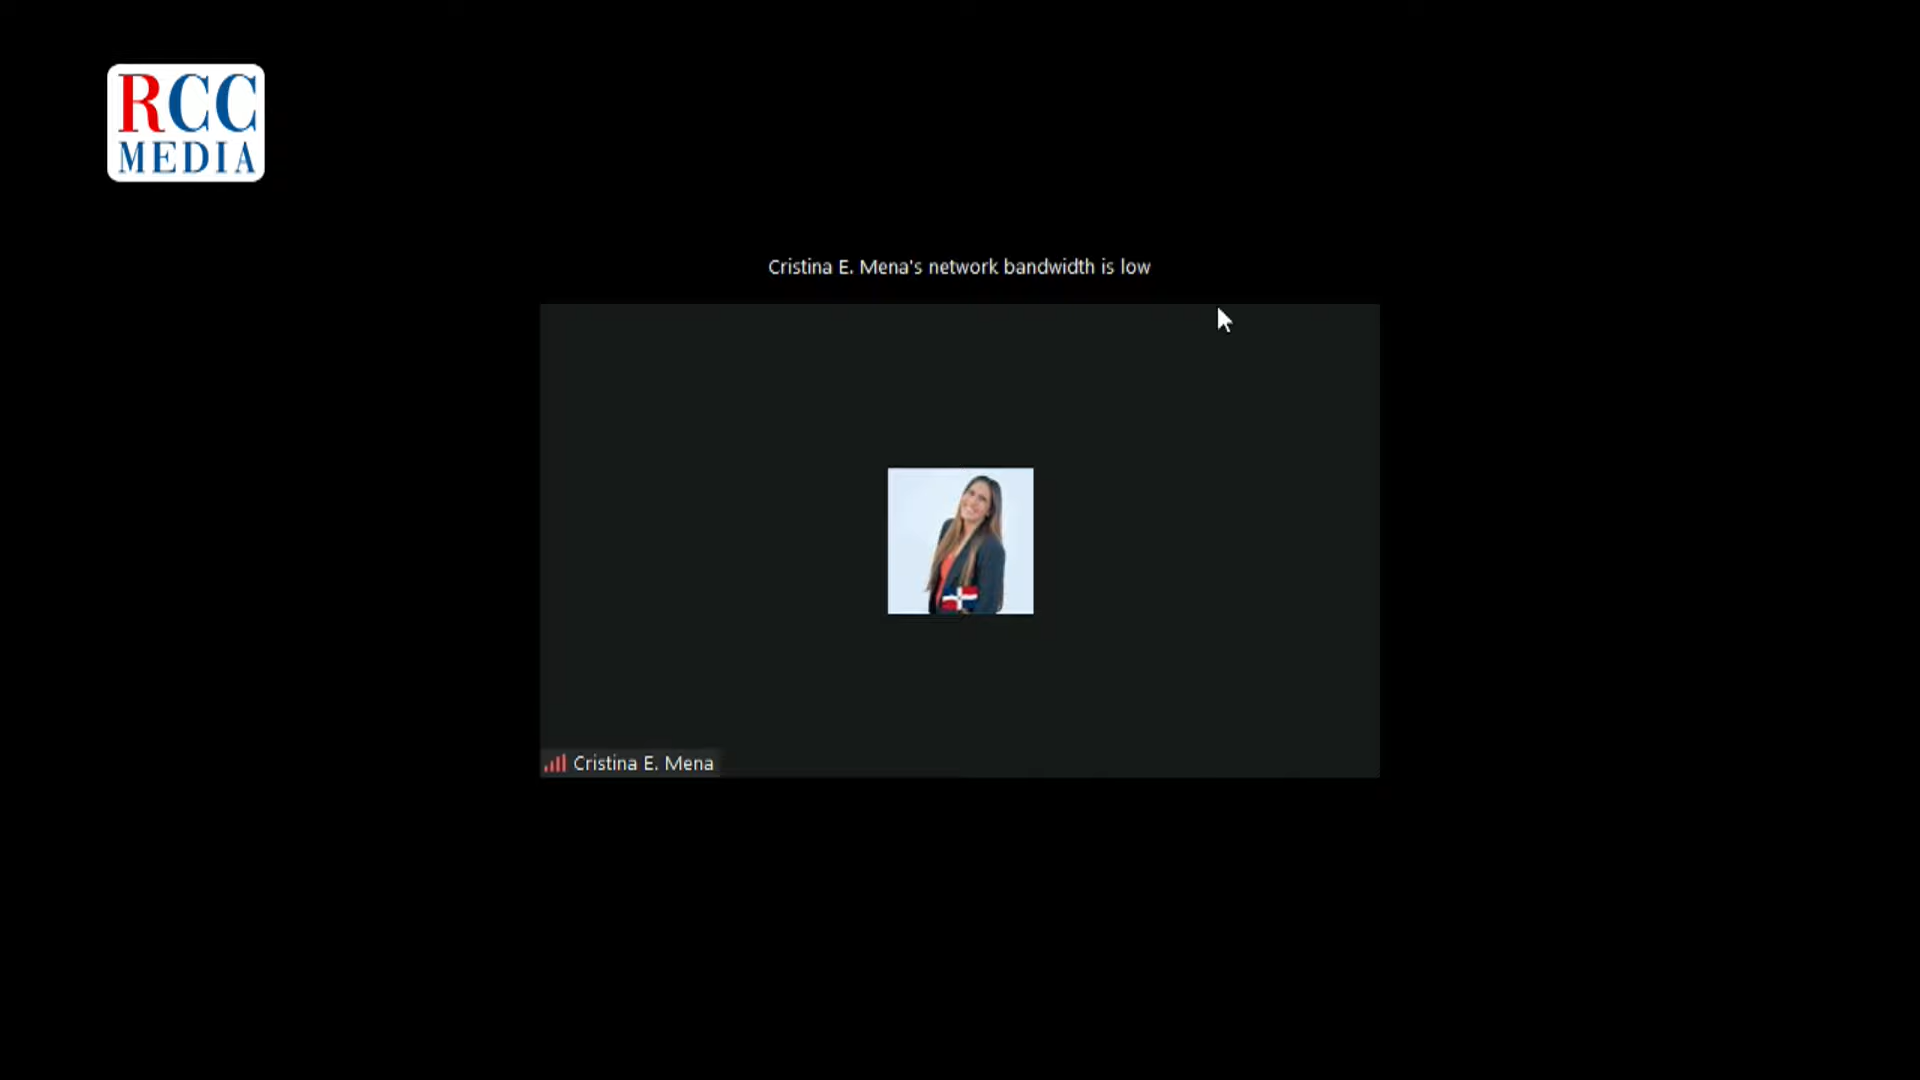 RCC
MEDIA
Cristina E. Mena's network bandwidth is low
Cristina E. Mena